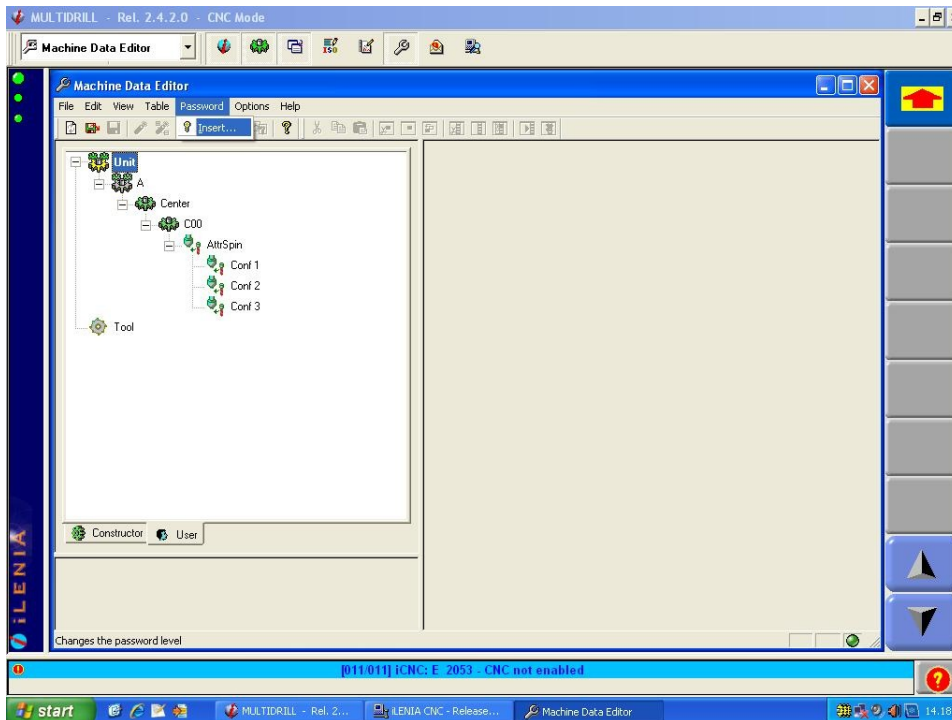 MULTIDRILL - Rel. 2.4.2.0 - CNC Mode
Machine Data Editor
ISO
Machine Data Editor
File Edit View Table Password Options Help
Insert...
Unit
A
Center
C00
AttrSpin
Conf 1
Conf 2
Conf 3
Tool
Constructor User
iLENIA
Changes the password level
[011/011] iCNC: E 2053 - CNC not enabled
start MULTIDRILL - Rel. 2... iLENIA CNC - Release... Machine Data Editor 14.18